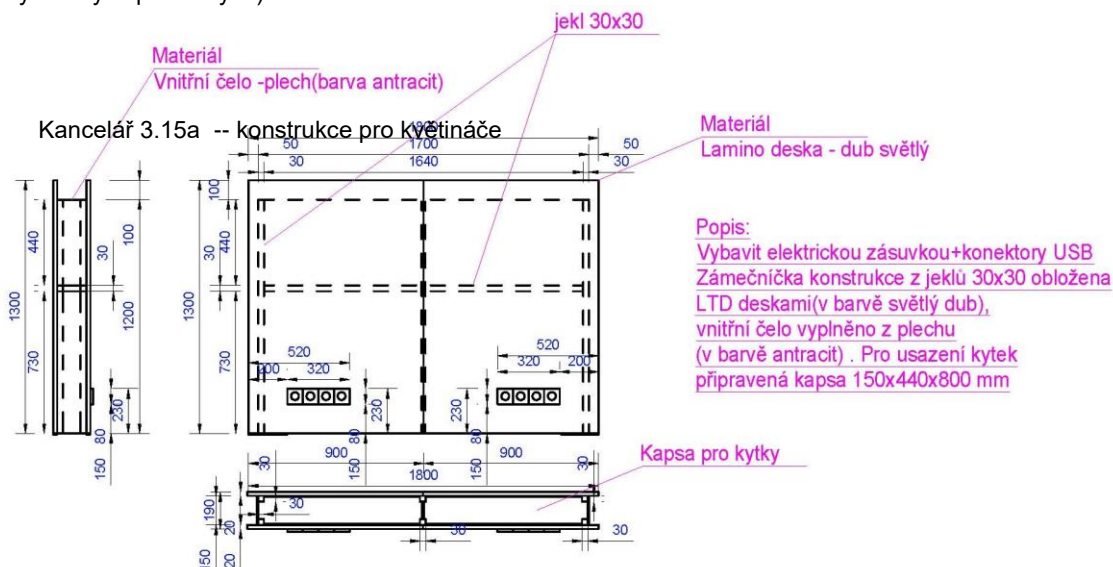 jekl 30x30
Materiál
Vnitřní čelo -plech(barva antracit)
Kancelář 3.15a -- konstrukce pro květináče
Materiál
Lamino deska - dub světlý
1800
50 1700 50
30 1640 30
100
440
30
100
30
440
1300
1200
1300
730
730
Popis:
Vybavit elektrickou zásuvkou+konektory USB
Zámečníčka konstrukce z jeklů 30x30 obložena
LTD deskami(v barvě světlý dub),
vnitřní čelo vyplněno z plechu
(v barvě antracit) . Pro usazení kytek
připravená kapsa 150x440x800 mm
520
200 320
520
320 200
230
80
150
230
80
150
230
80
150
900 900
30 1800 30
Kapsa pro kytky
190
30
20
30 30
150
20